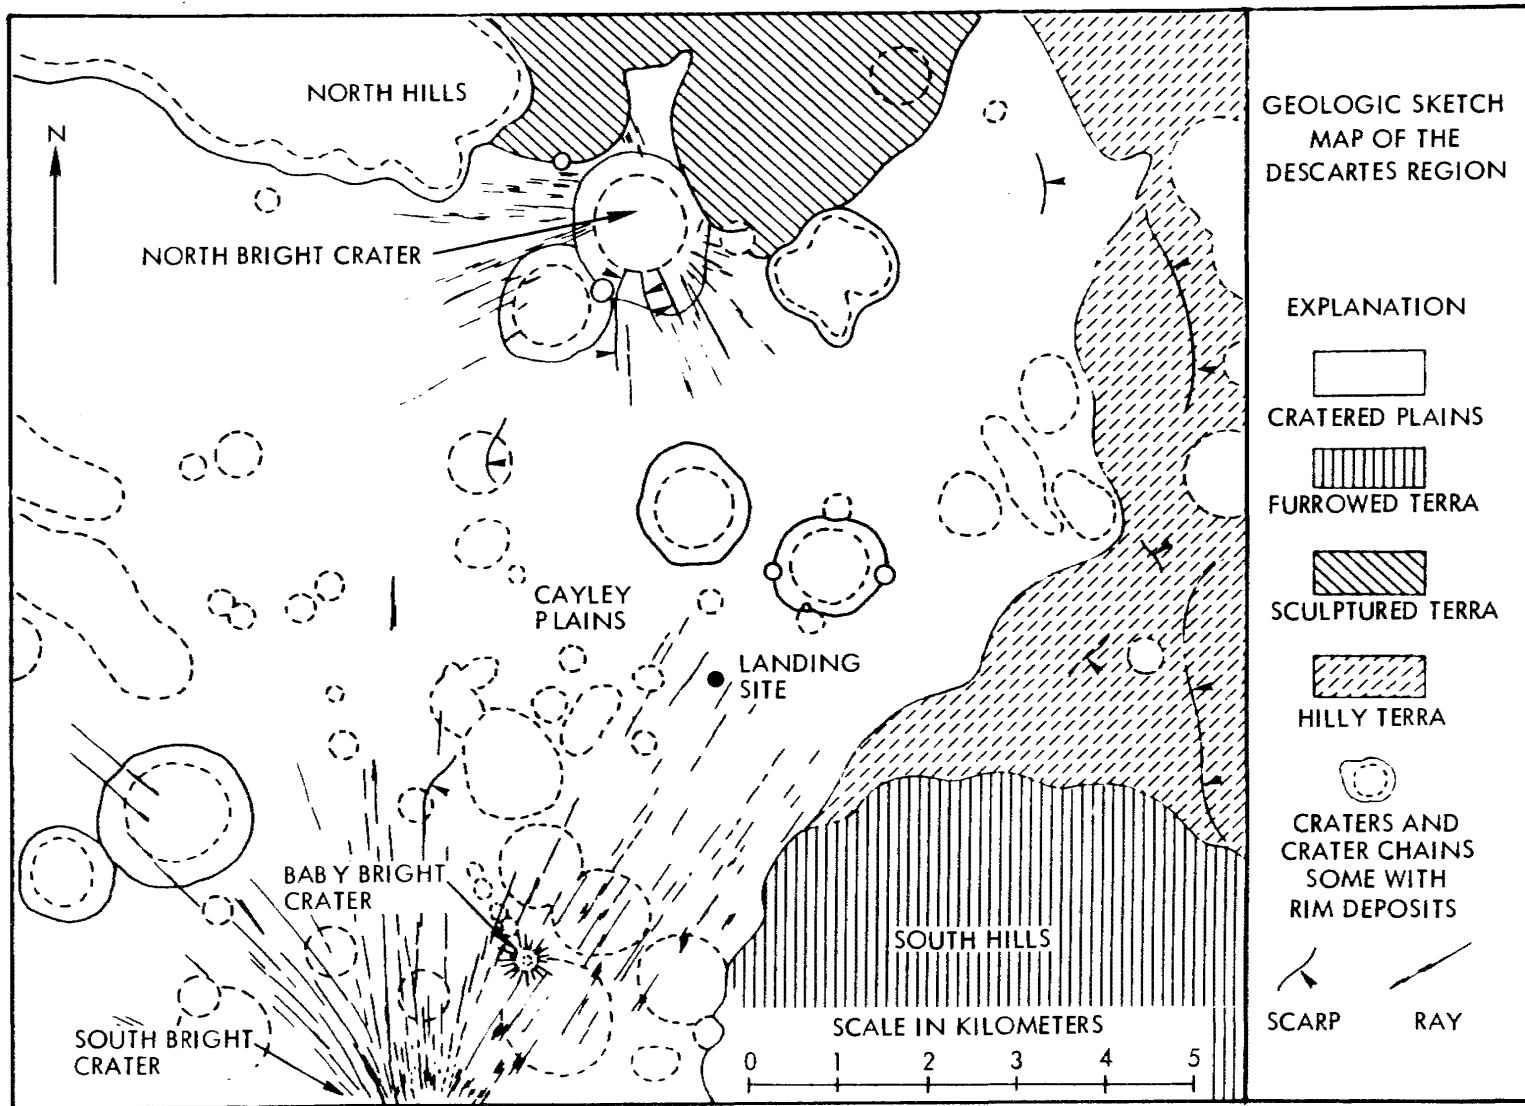 NORTH HILLS
N
NORTH BRIGHT CRATER
CAYLEY
PLAINS
LANDING
SITE
BABY BRIGHT
CRATER
SOUTH HILLS
SOUTH BRIGHT
CRATER
SCALE IN KILOMETERS
0 1 2 3 4 5
GEOLOGIC SKETCH
MAP OF THE
DESCARTES REGION
EXPLANATION
CRATERED PLAINS
FURROWED TERRA
SCULPTURED TERRA
HILLY TERRA
CRATERS AND
CRATER CHAINS
SOME WITH
RIM DEPOSITS
SCARP RAY